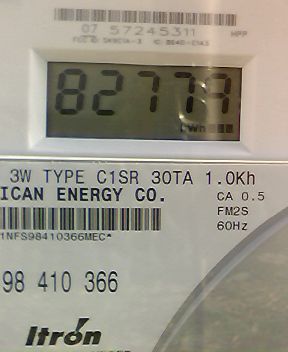 07 57245311
HPP
82779
kWh
3W TYPE C1SR 30TA 1.0Kh
ICAN ENERGY CO.
CA 0.5
FM2S
60Hz
1NFS98410366MEC*
98 410 366
Itron